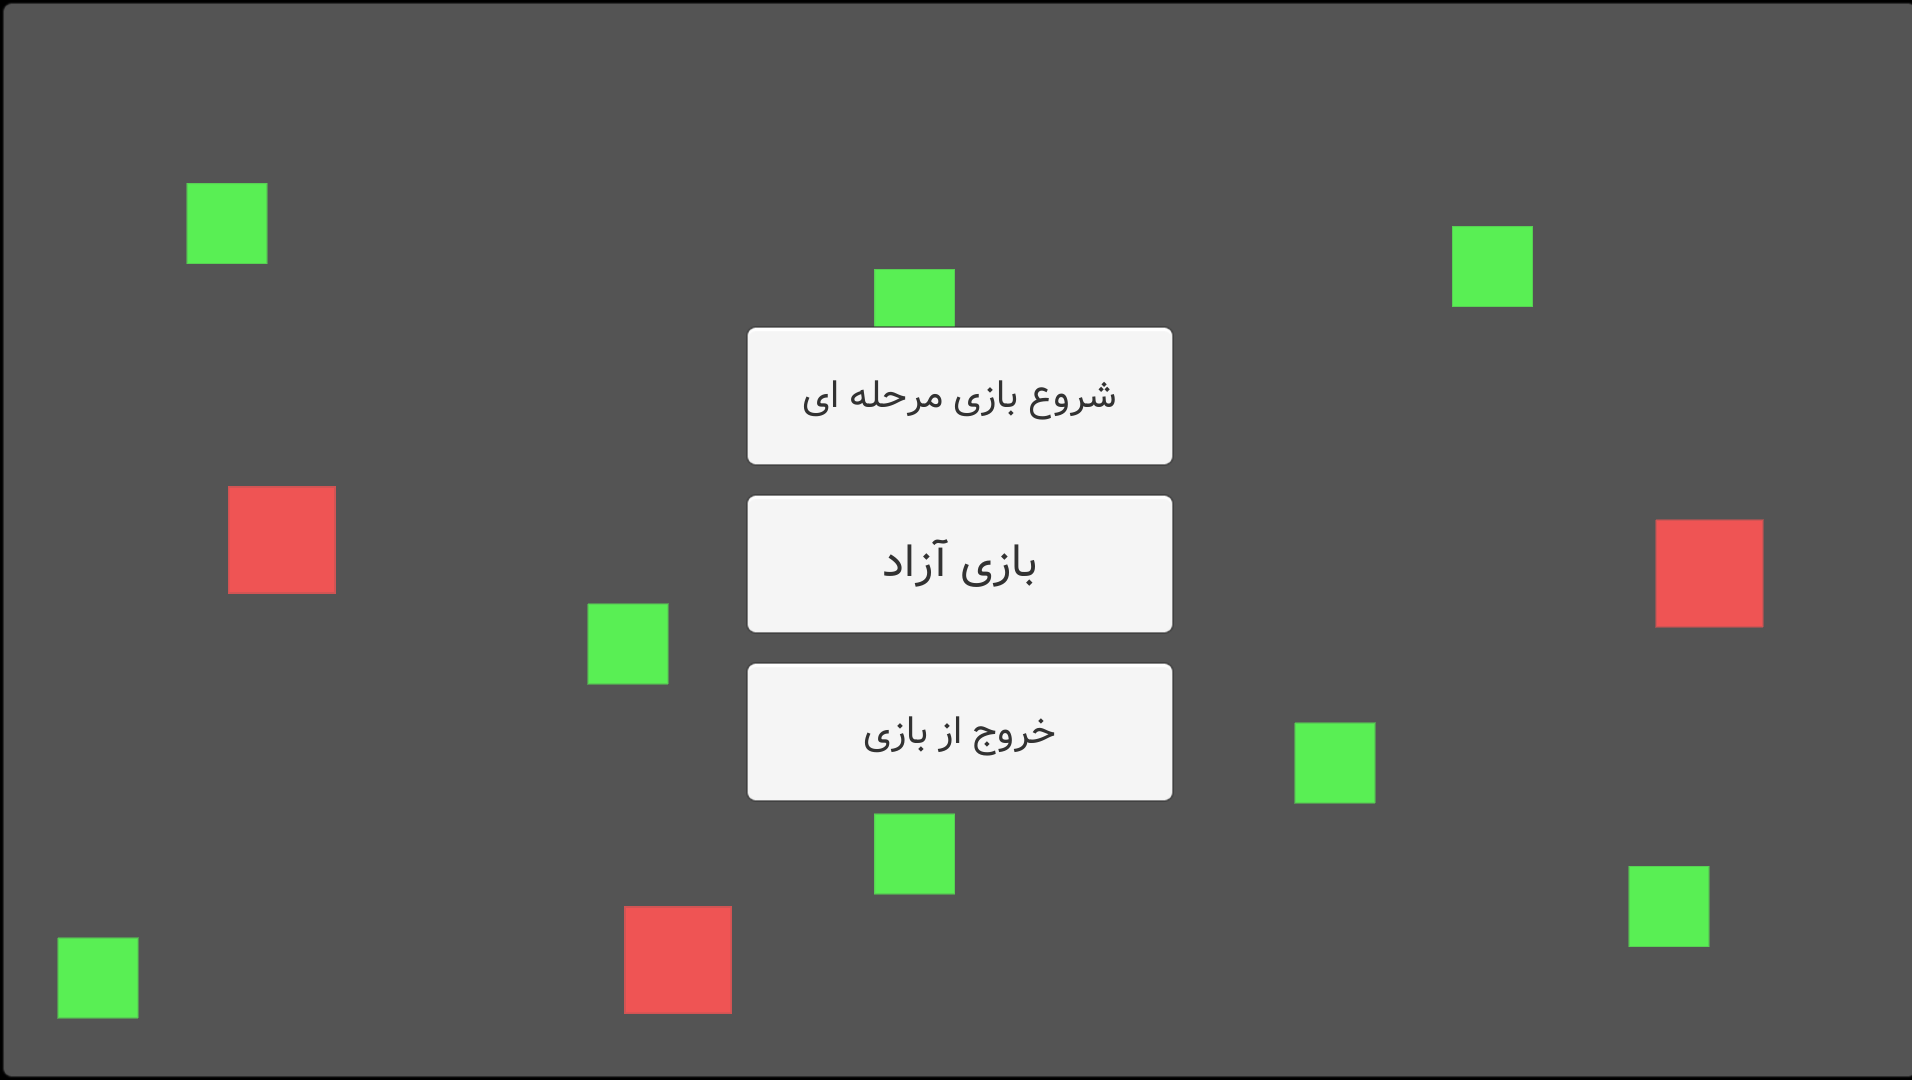 شروع بازی مرحله ای
بازی آزاد
خروج از بازی